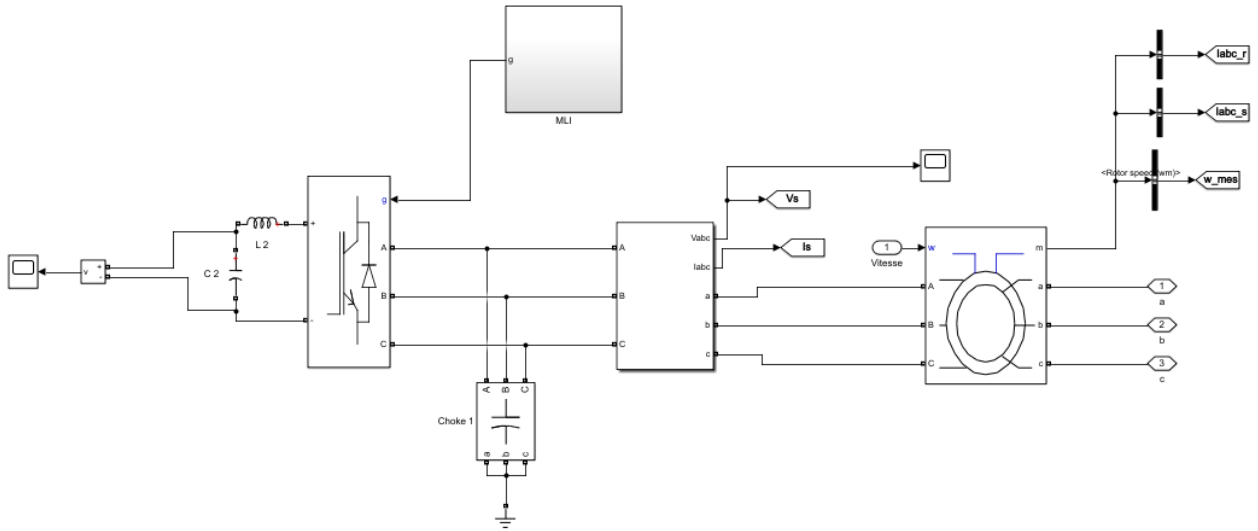 Iabc_r
g
MLI
Iabc_s
<Rotor speed (wm)>
w_mes
g
Vs
+
L 2
A
A
Vabc
Is
1
w
m
Vitesse
C 2
v
+
-
Iabc
B
B
a
A
a
1
a
-
b
B
b
2
b
C
C
c
C
c
3
c
A
B
C
Choke 1
a
b
c